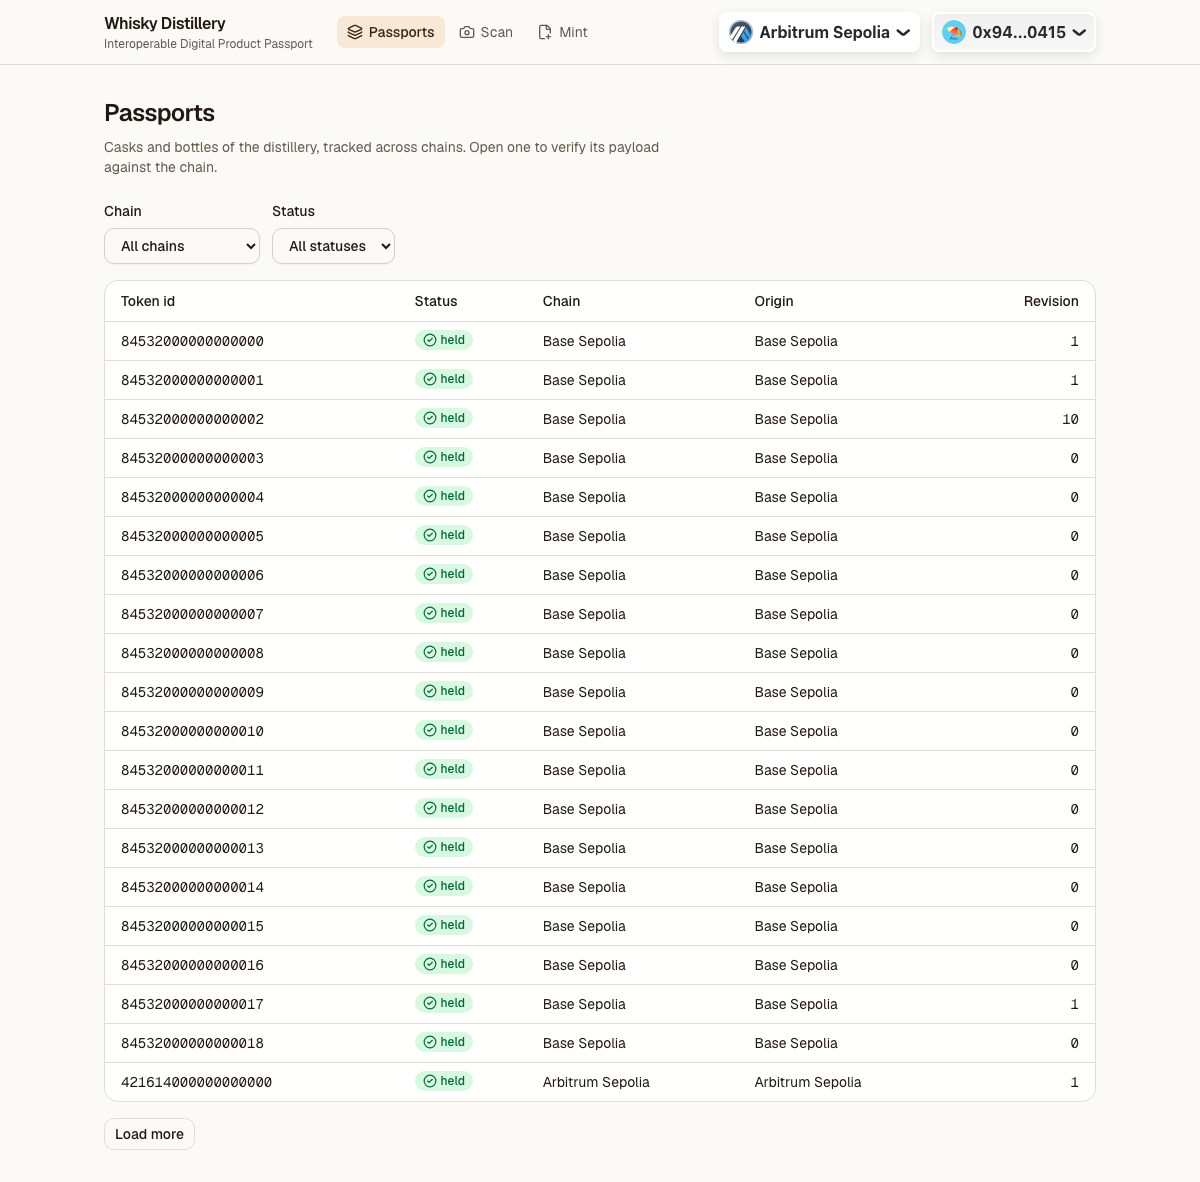 Whisky Distillery
Interoperable Digital Product Passport
Passports
Scan
Mint
Arbitrum Sepolia
0x94...0415
Passports
Casks and bottles of the distillery, tracked across chains. Open one to verify its payload
against the chain.
Chain
Status
All chains
All statuses
Token id Status Chain Origin Revision
84532000000000000 held Base Sepolia Base Sepolia 1
84532000000000001 held Base Sepolia Base Sepolia 1
84532000000000002 held Base Sepolia Base Sepolia 10
84532000000000003 held Base Sepolia Base Sepolia 0
84532000000000004 held Base Sepolia Base Sepolia 0
84532000000000005 held Base Sepolia Base Sepolia 0
84532000000000006 held Base Sepolia Base Sepolia 0
84532000000000007 held Base Sepolia Base Sepolia 0
84532000000000008 held Base Sepolia Base Sepolia 0
84532000000000009 held Base Sepolia Base Sepolia 0
84532000000000010 held Base Sepolia Base Sepolia 0
84532000000000011 held Base Sepolia Base Sepolia 0
84532000000000012 held Base Sepolia Base Sepolia 0
84532000000000013 held Base Sepolia Base Sepolia 0
84532000000000014 held Base Sepolia Base Sepolia 0
84532000000000015 held Base Sepolia Base Sepolia 0
84532000000000016 held Base Sepolia Base Sepolia 0
84532000000000017 held Base Sepolia Base Sepolia 1
84532000000000018 held Base Sepolia Base Sepolia 0
421614000000000000 held Arbitrum Sepolia Arbitrum Sepolia 1
Load more